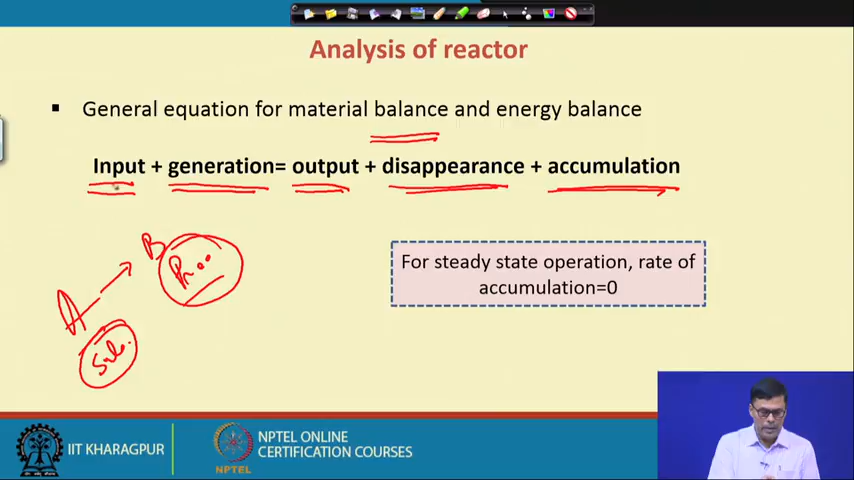 Analysis of reactor
▪ General equation for material balance and energy balance
Input + generation= output + disappearance + accumulation
A → B
Sub.
For steady state operation, rate of
accumulation=0
IIT KHARAGPUR
NPTEL
NPTEL ONLINE
CERTIFICATION COURSES